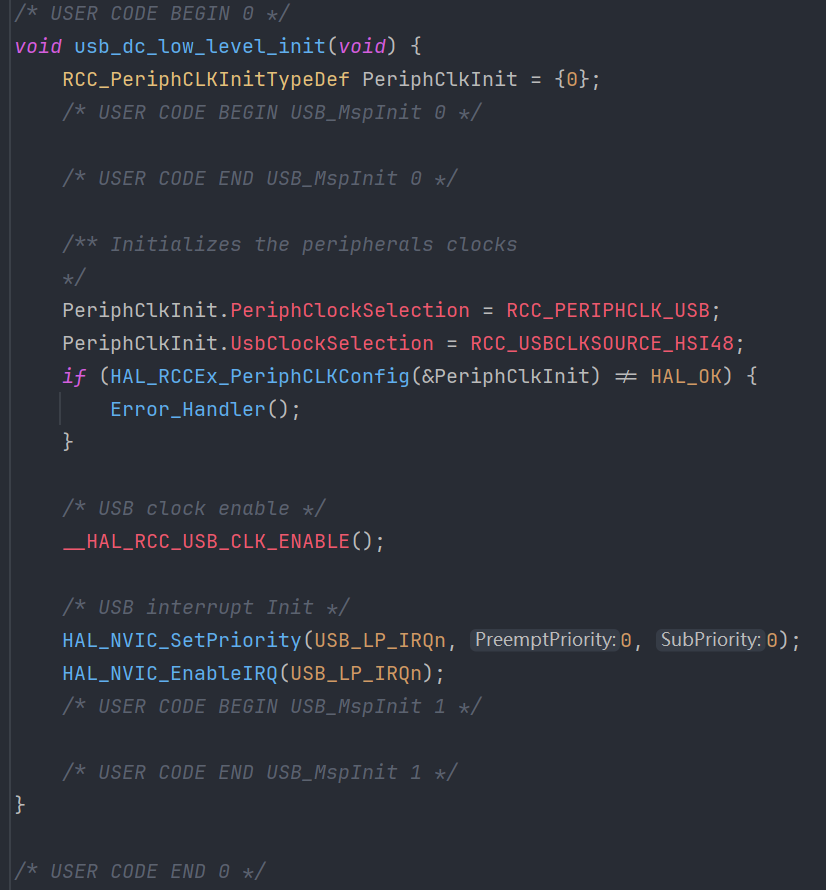 /* USER CODE BEGIN 0 */
void usb_dc_low_level_init(void) {
    RCC_PeriphCLKInitTypeDef PeriphClkInit = {0};
    /* USER CODE BEGIN USB_MspInit 0 */
    /* USER CODE END USB_MspInit 0 */
    /** Initializes the peripherals clocks
    */
    PeriphClkInit.PeriphClockSelection = RCC_PERIPHCLK_USB;
    PeriphClkInit.UsbClockSelection = RCC_USBCLKSOURCE_HSI48;
    if (HAL_RCCEx_PeriphCLKConfig(&PeriphClkInit) != HAL_OK) {
        Error_Handler();
    }
    /* USB clock enable */
    __HAL_RCC_USB_CLK_ENABLE();
    /* USB interrupt Init */
    HAL_NVIC_SetPriority(USB_LP_IRQn, PreemptPriority: 0, SubPriority: 0);
    HAL_NVIC_EnableIRQ(USB_LP_IRQn);
    /* USER CODE BEGIN USB_MspInit 1 */
    /* USER CODE END USB_MspInit 1 */
}
/* USER CODE END 0 */